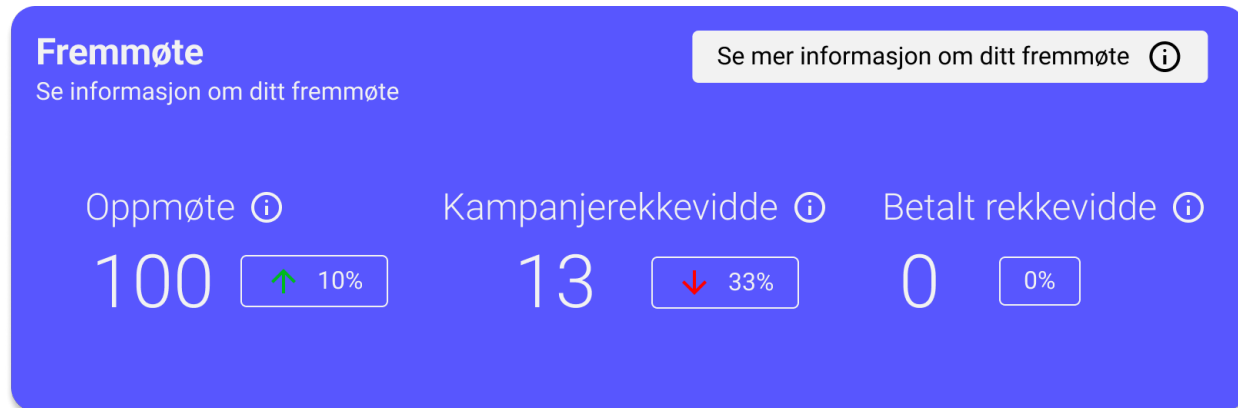 Fremmøte
Se informasjon om ditt fremmøte
Se mer informasjon om ditt fremmøte
Oppmøte
100
10%
Kampanjerekkevidde
13
33%
Betalt rekkevidde
0
0%